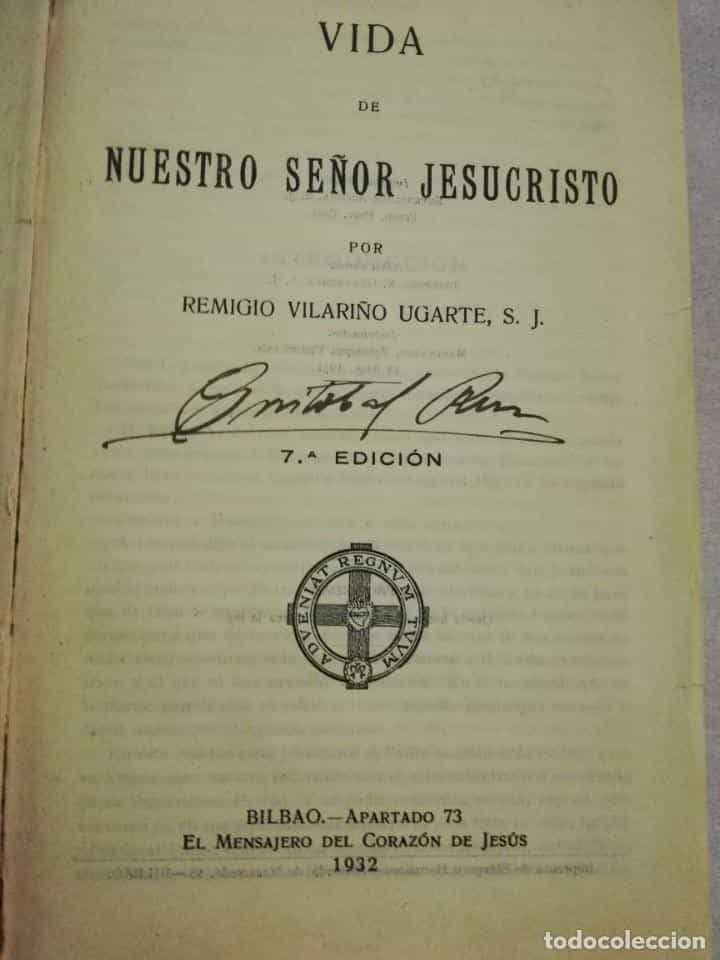 VIDA
DE
NUESTRO SEÑOR JESUCRISTO
POR
REMIGIO VILARIÑO UGARTE, S. J.
Cristobal
7.ª EDICIÓN
ADVENIAT REGNVM TVVM
BILBAO.—APARTADO 73
EL MENSAJERO DEL CORAZÓN DE JESÚS
1932
todocoleccion